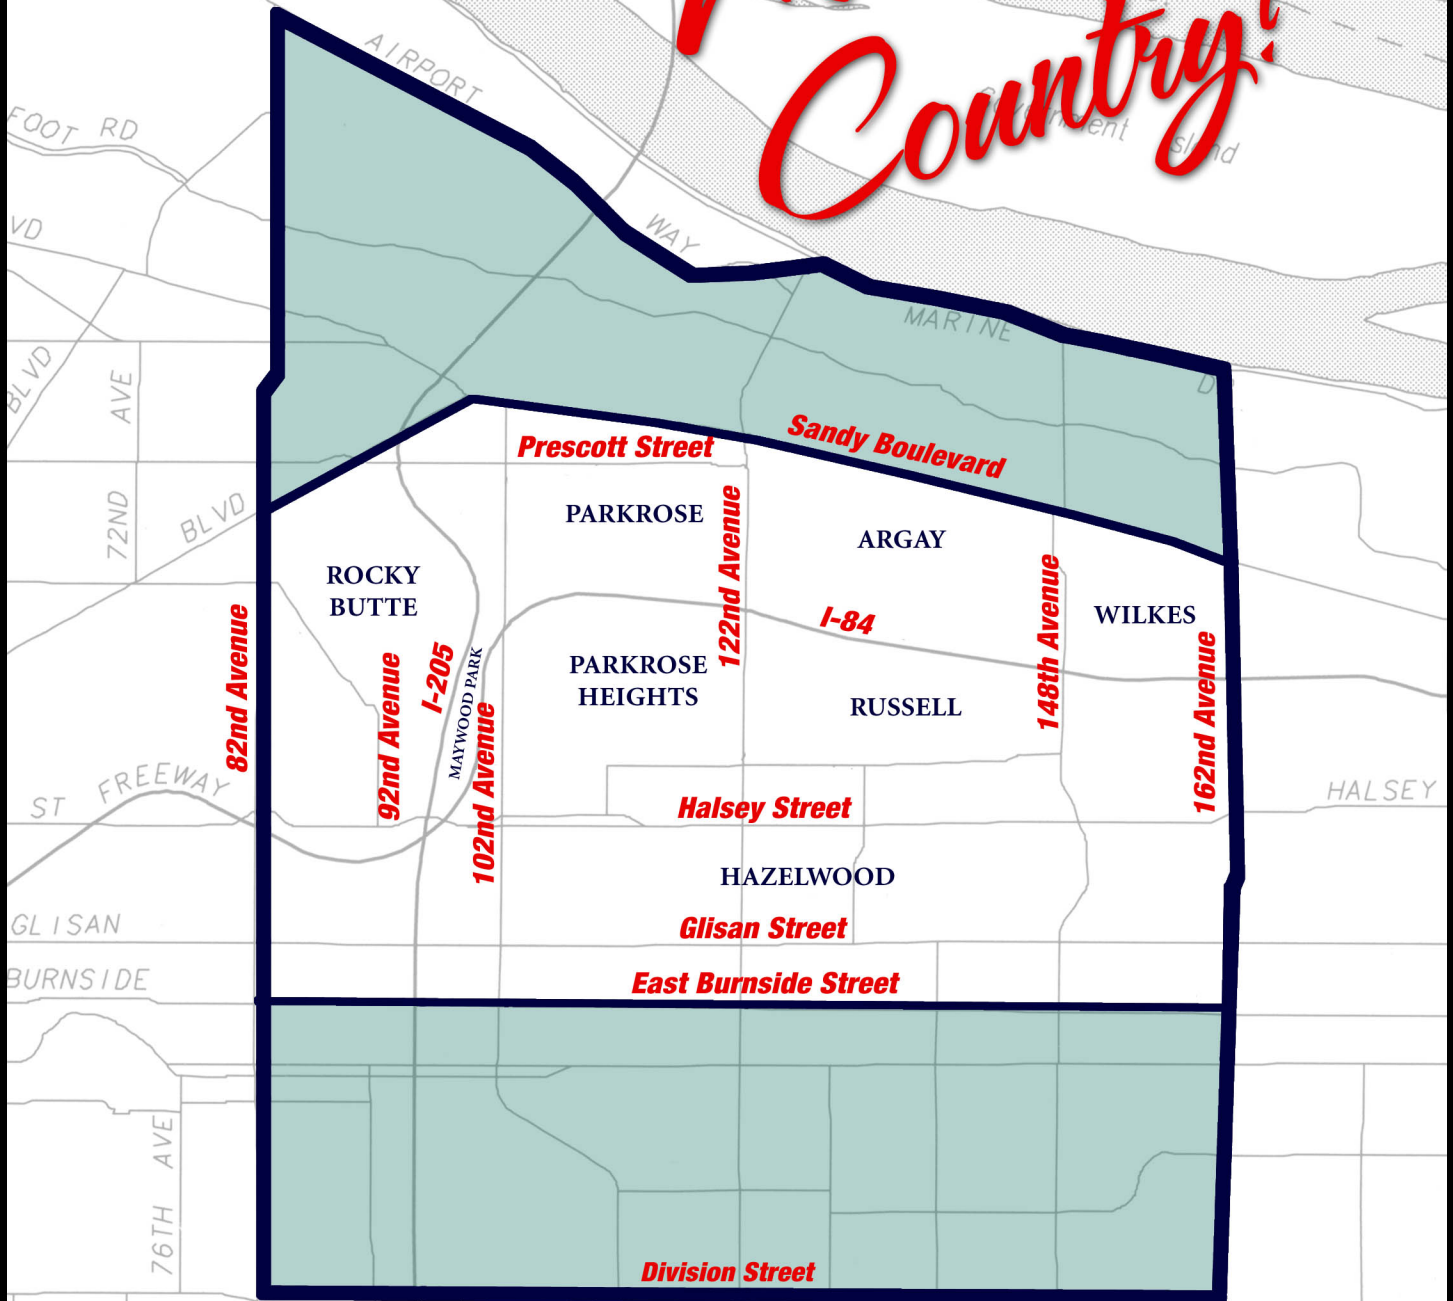 Country!
AIRPORT
FOOT RD
Government Island
VD
WAY
MARINE
D
BLVD
AVE
Prescott Street
Sandy Boulevard
72ND
BLVD
PARKROSE
122nd Avenue
ARGAY
ROCKY
BUTTE
148th Avenue
WILKES
82nd Avenue
92nd Avenue
I-205
MAYWOOD PARK
102nd Avenue
PARKROSE
HEIGHTS
I-84
RUSSELL
162nd Avenue
ST
FREEWAY
Halsey Street
HALSEY
HAZELWOOD
GLISAN
Glisan Street
BURNSIDE
East Burnside Street
76TH AVE
Division Street